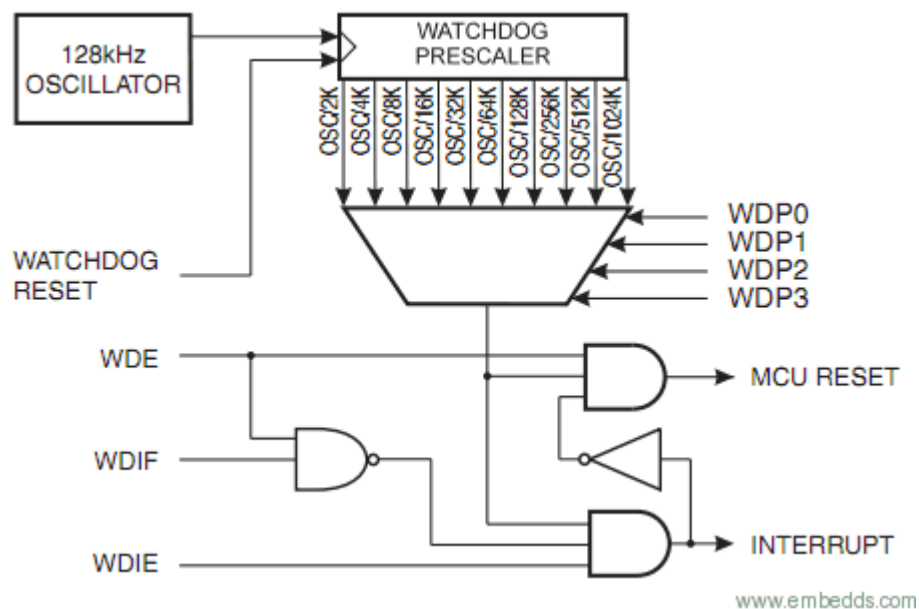 128kHz
OSCILLATOR
WATCHDOG
PRESCALER
OSC/2K
OSC/4K
OSC/8K
OSC/16K
OSC/32K
OSC/64K
OSC/128K
OSC/256K
OSC/512K
OSC/1024K
WDP0
WDP1
WDP2
WDP3
WATCHDOG
RESET
WDE
MCU RESET
WDIF
WDIE
INTERRUPT
www.embedds.com